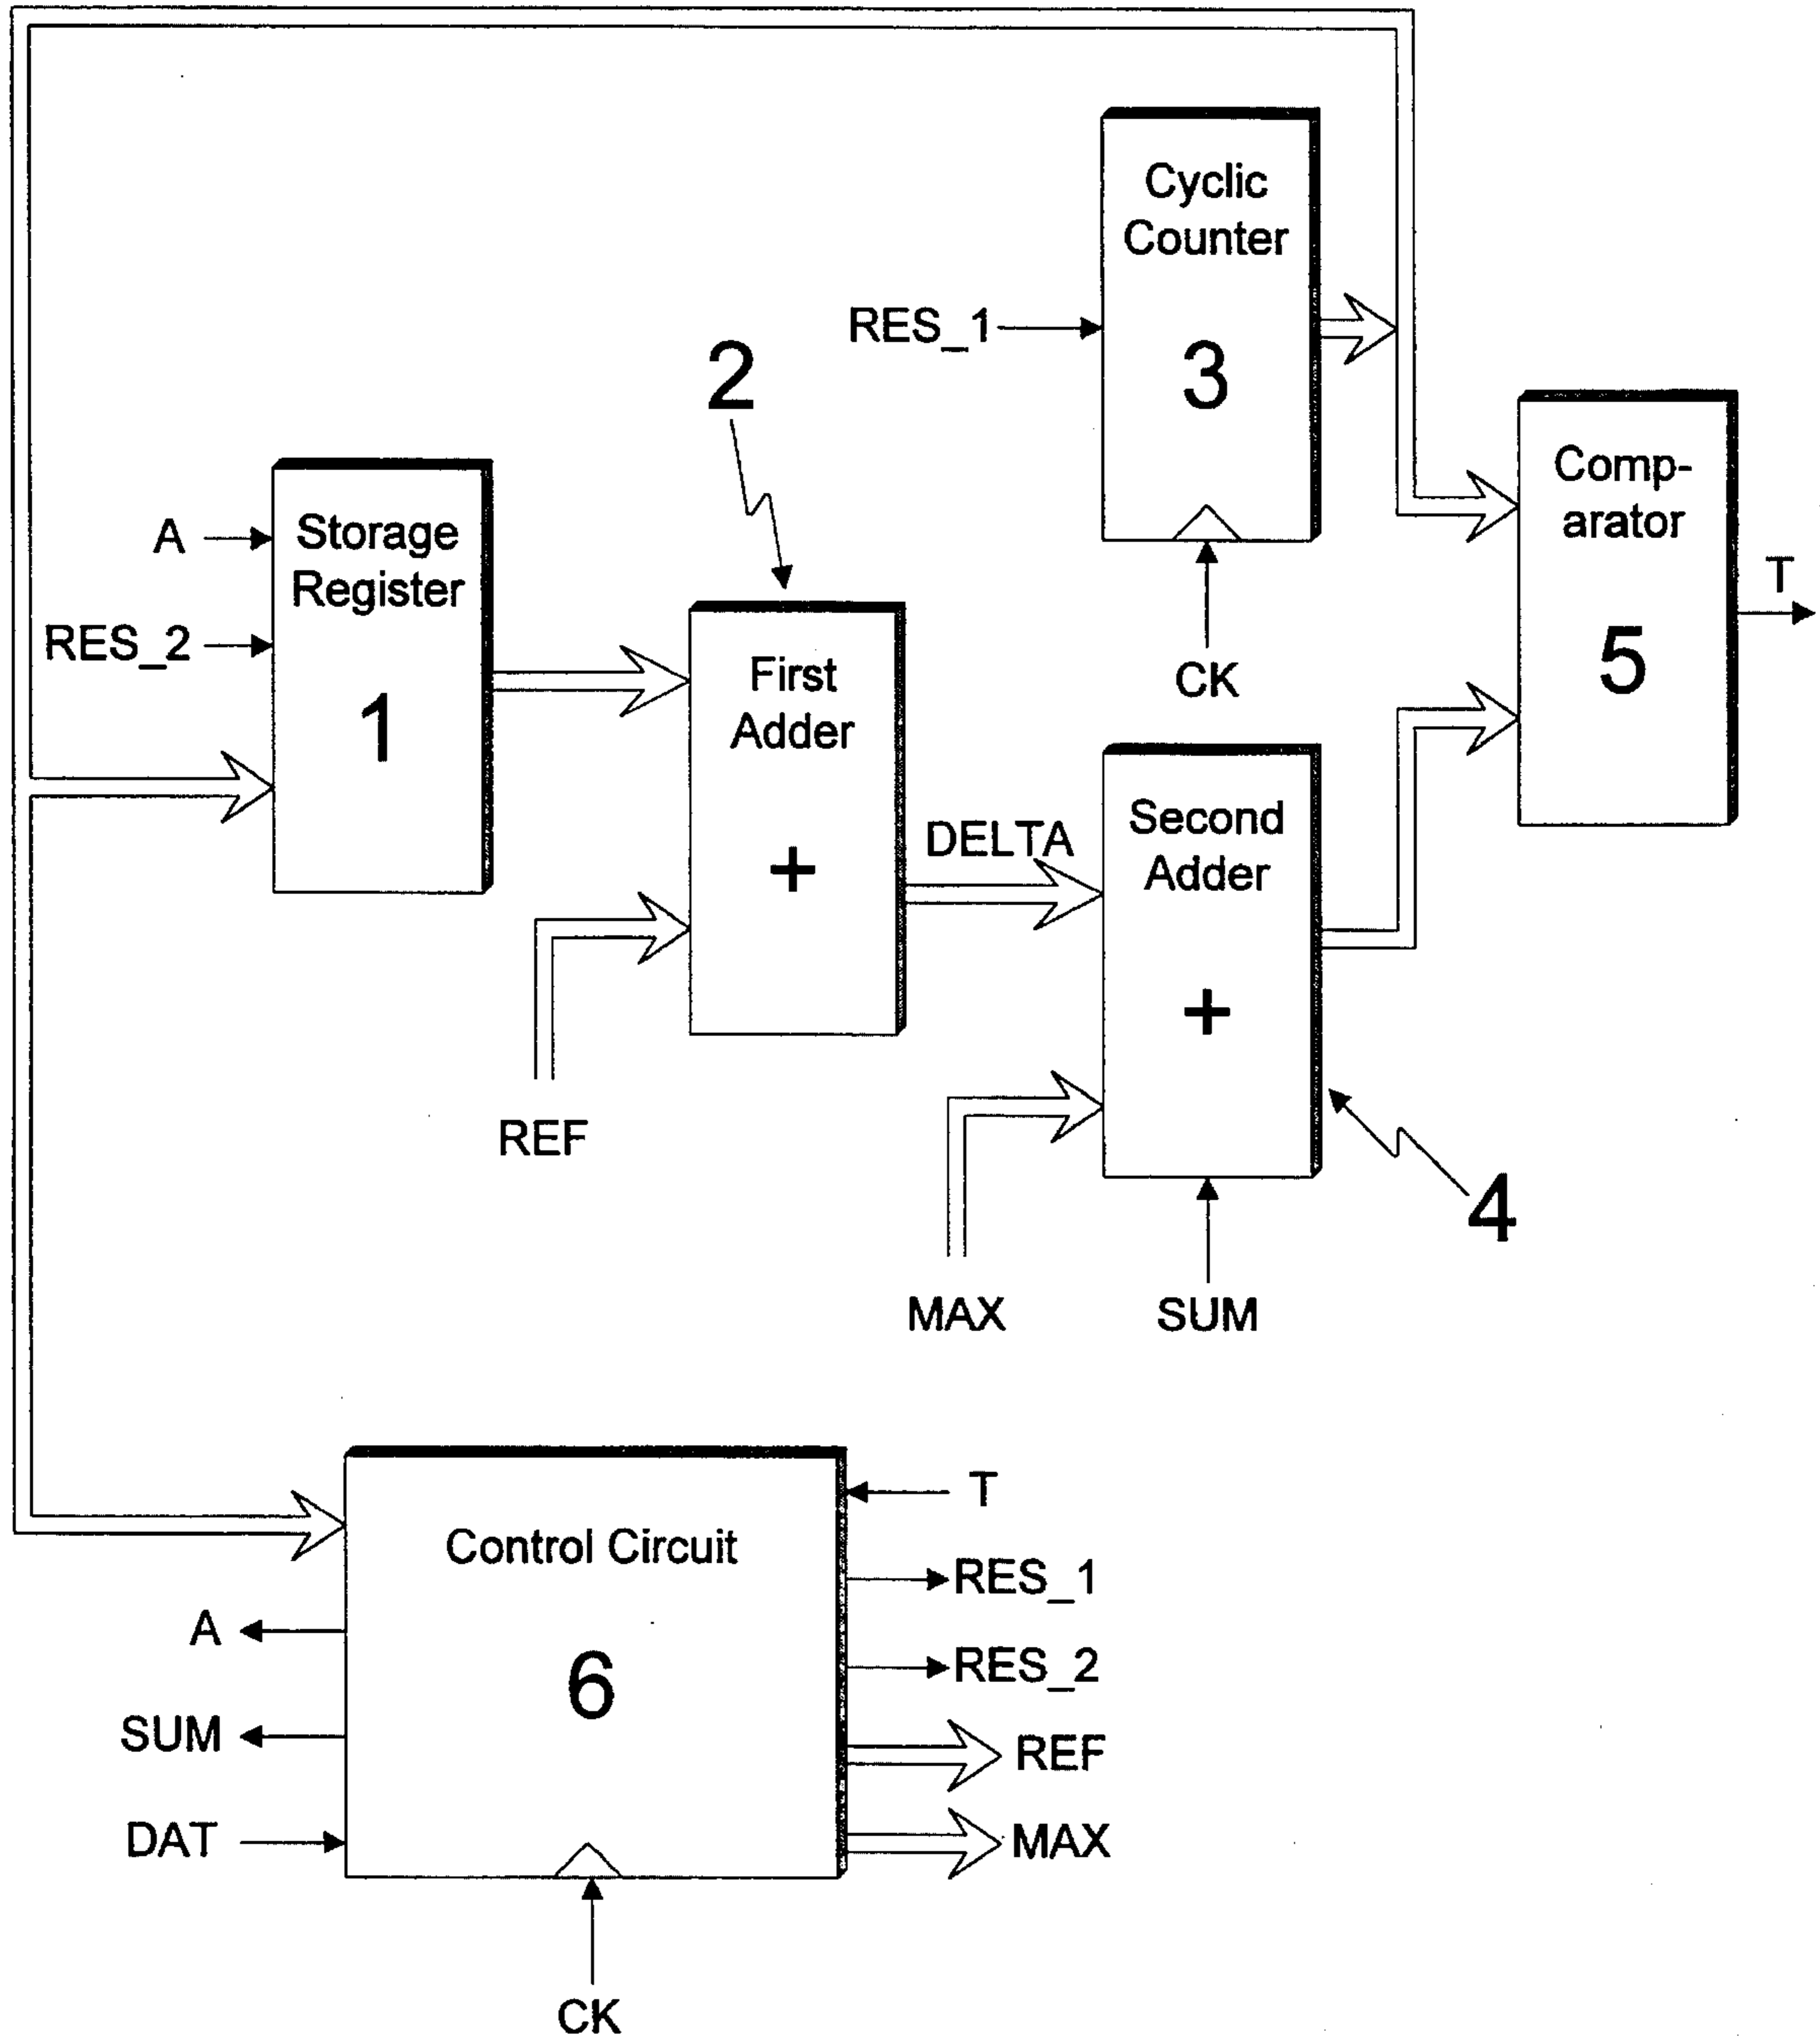 Cyclic
Counter
3
RES_1
CK
2
Comp-
arator
5
T
A
RES_2
Storage
Register
1
First
Adder
+
REF
DELTA
Second
Adder
+
MAX
SUM
4
Control Circuit
6
T
RES_1
RES_2
REF
MAX
A
SUM
DAT
CK